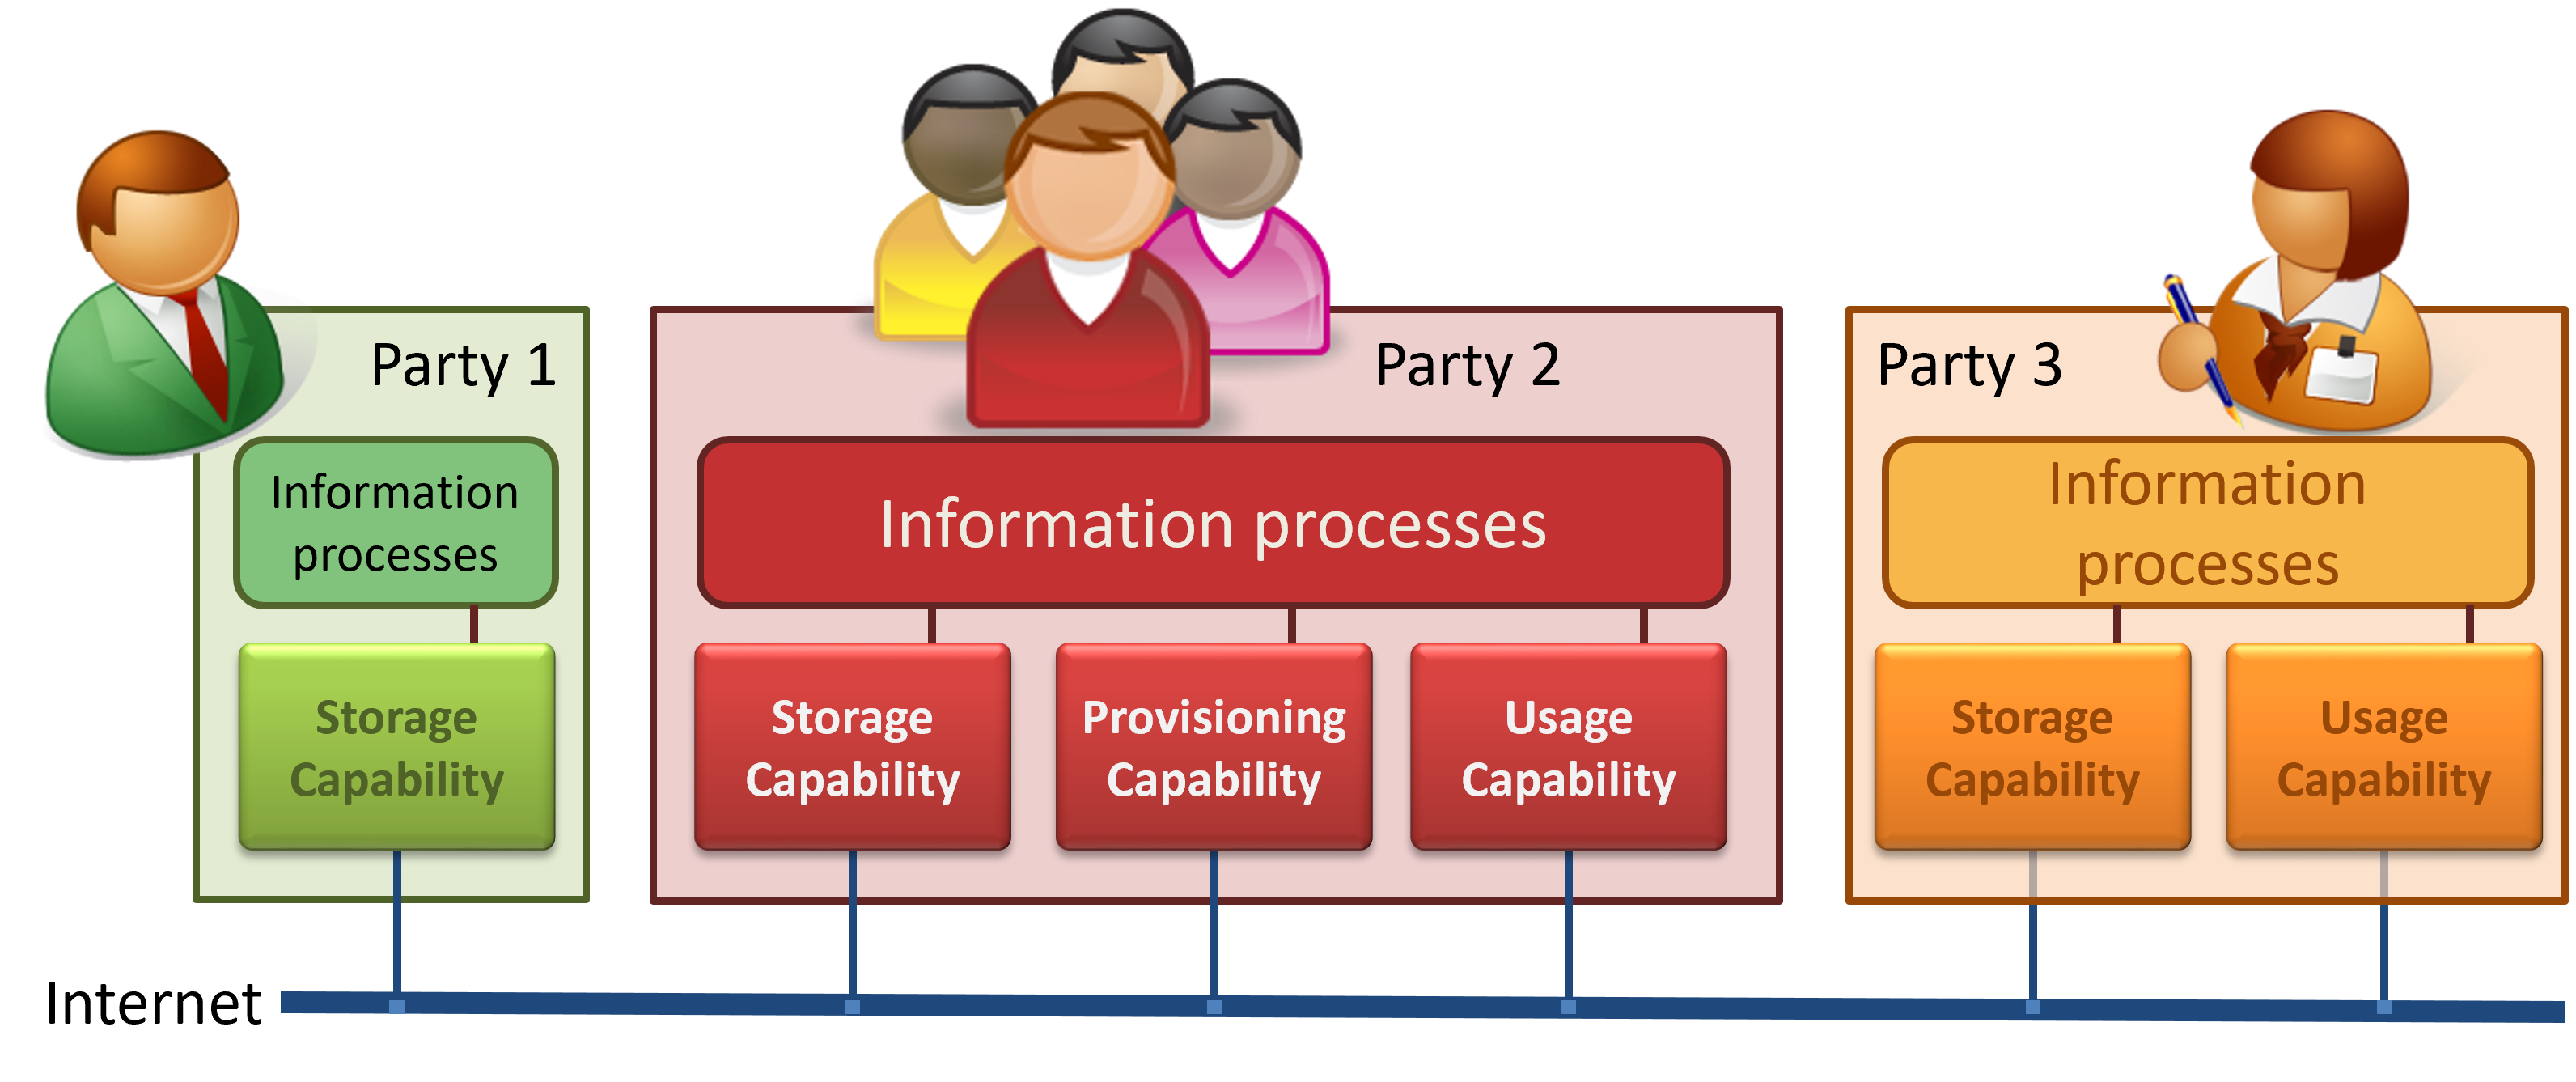 Party 1
Information
processes
Storage
Capability
Party 2
Information processes
Storage
Capability
Provisioning
Capability
Usage
Capability
Party 3
Information
processes
Storage
Capability
Usage
Capability
Internet